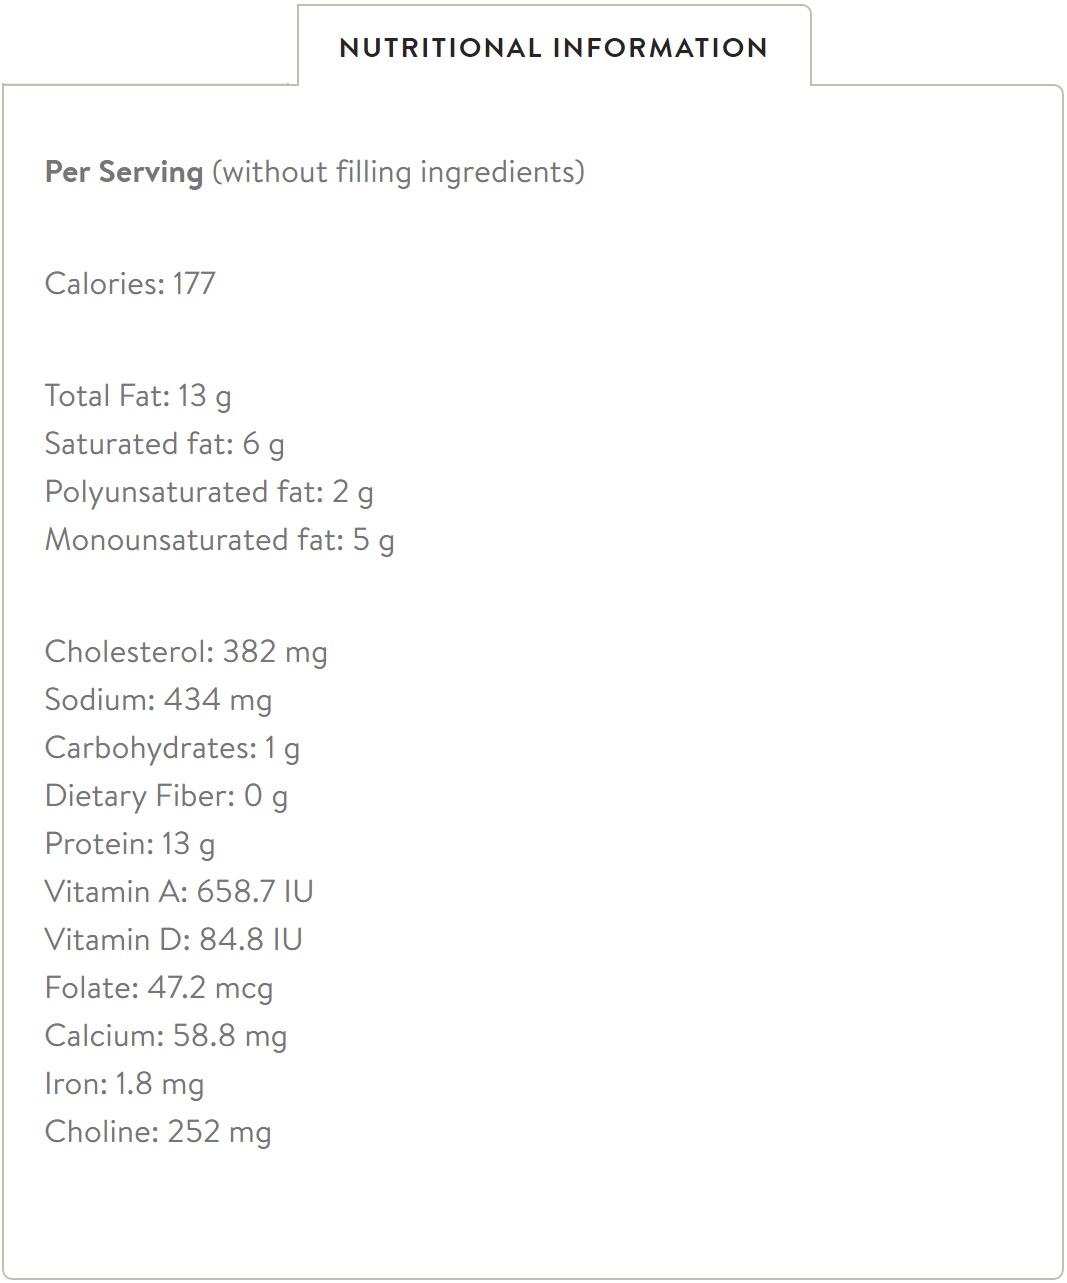 NUTRITIONAL INFORMATION
Per Serving (without filling ingredients)
Calories: 177
Total Fat: 13 g
Saturated fat: 6 g
Polyunsaturated fat: 2 g
Monounsaturated fat: 5 g
Cholesterol: 382 mg
Sodium: 434 mg
Carbohydrates: 1 g
Dietary Fiber: 0 g
Protein: 13 g
Vitamin A: 658.7 IU
Vitamin D: 84.8 IU
Folate: 47.2 mcg
Calcium: 58.8 mg
Iron: 1.8 mg
Choline: 252 mg